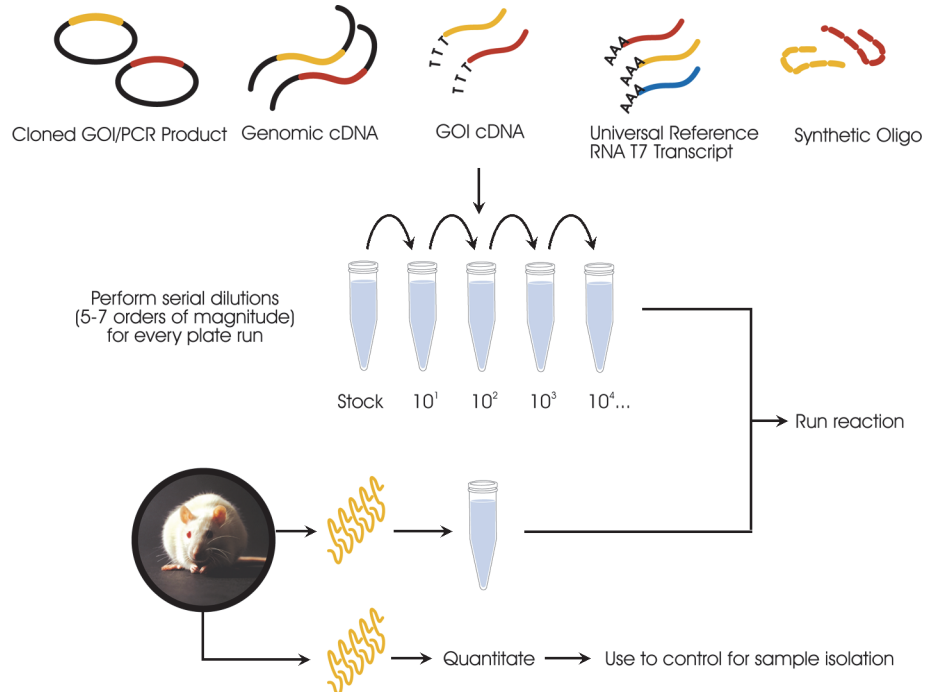 TTT
TTT
AAA
AAA
AAA
Cloned GOI/PCR Product
Genomic cDNA
GOI cDNA
Universal Reference
RNA T7 Transcript
Synthetic Oligo
Perform serial dilutions
(5-7 orders of magnitude)
for every plate run
Stock
10¹
10²
10³
10⁴...
Run reaction
Quantitate
Use to control for sample isolation